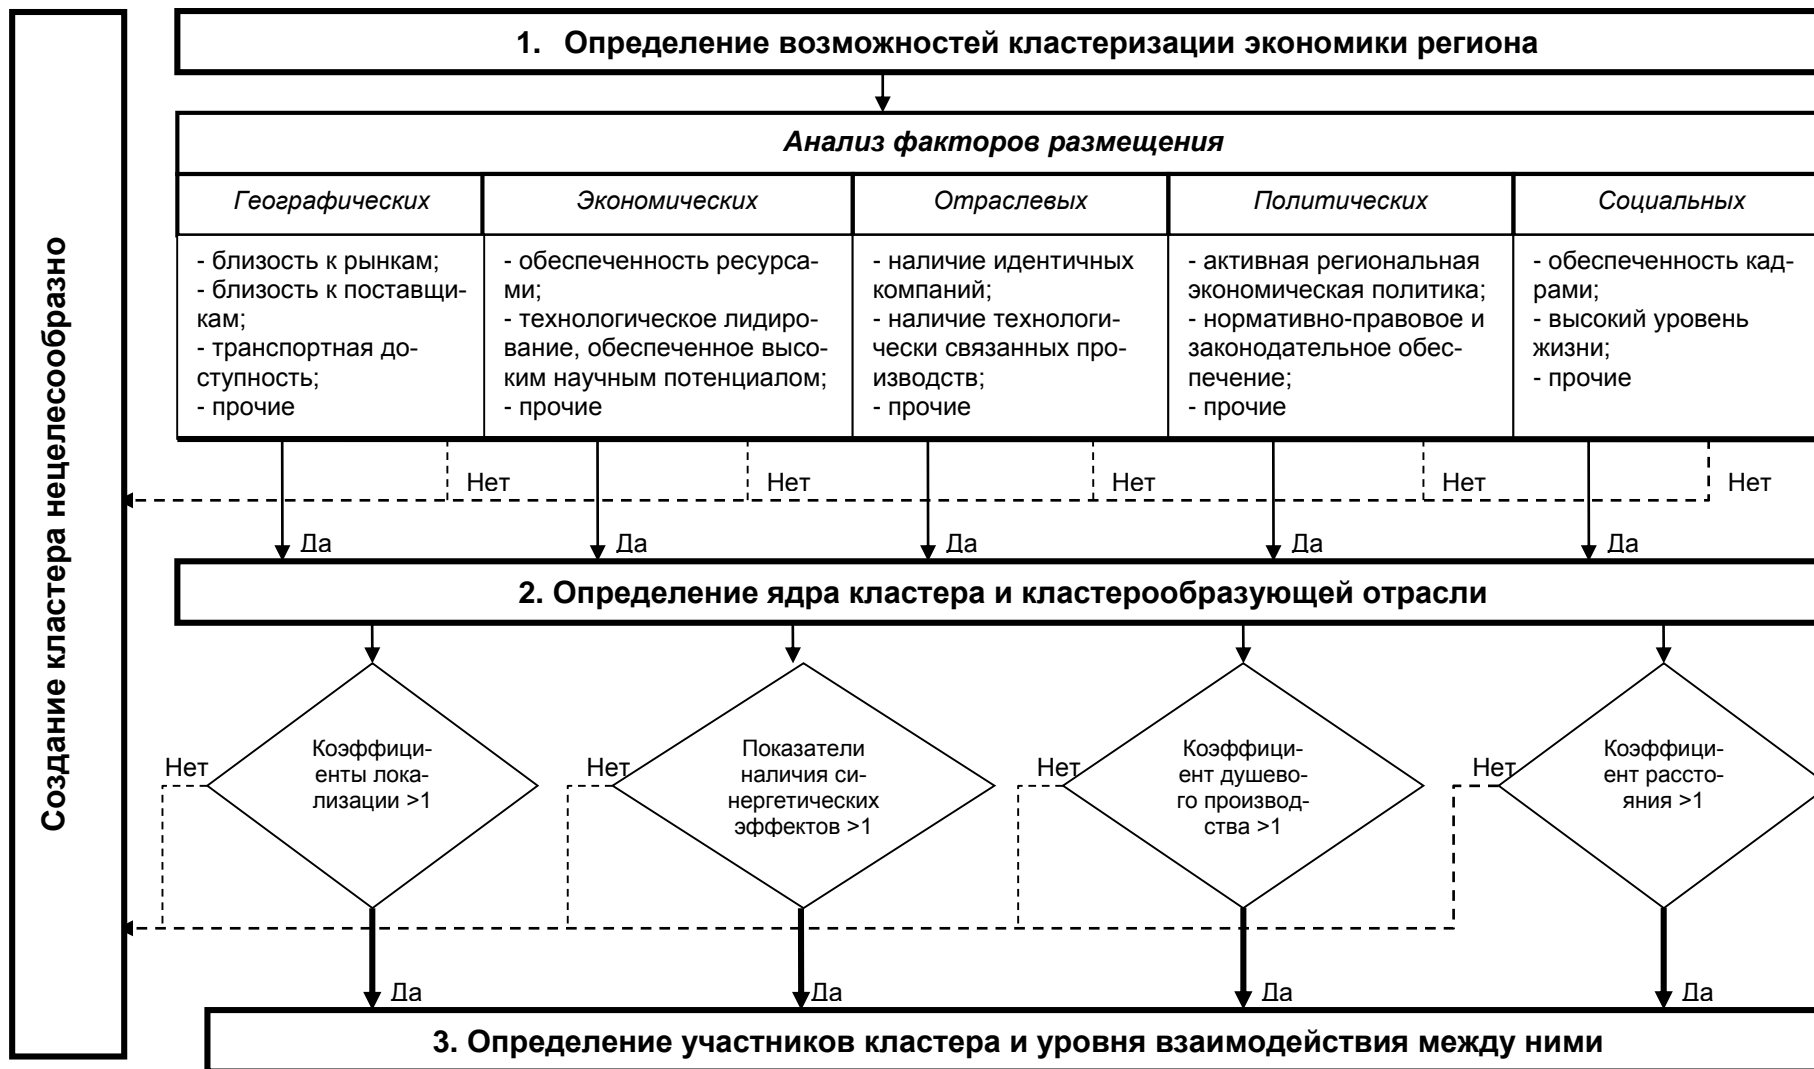 Создание кластера нецелесообразно
1. Определение возможностей кластеризации экономики региона
Анализ факторов размещения
Географических
Экономических
Отраслевых
Политических
Социальных
- близость к рынкам;
- близость к поставщи-
кам;
- транспортная до-
ступность;
- прочие
- обеспеченность ресурса-
ми;
- технологическое лидиро-
вание, обеспеченное высо-
ким научным потенциалом;
- прочие
- наличие идентичных
компаний;
- наличие технологи-
чески связанных про-
изводств;
- прочие
- активная региональная
экономическая политика;
- нормативно-правовое и
законодательное обес-
печение;
- прочие
- обеспеченность кад-
рами;
- высокий уровень
жизни;
- прочие
Нет
Нет
Нет
Нет
Нет
Да
Да
Да
Да
Да
2. Определение ядра кластера и кластерообразующей отрасли
Нет
Коэффици-
енты лока-
лизации >1
Нет
Показатели
наличия си-
нергетических
эффектов >1
Нет
Коэффици-
ент душево-
го производ-
ства >1
Нет
Коэффици-
ент рассто-
яния >1
Да
Да
Да
Да
3. Определение участников кластера и уровня взаимодействия между ними